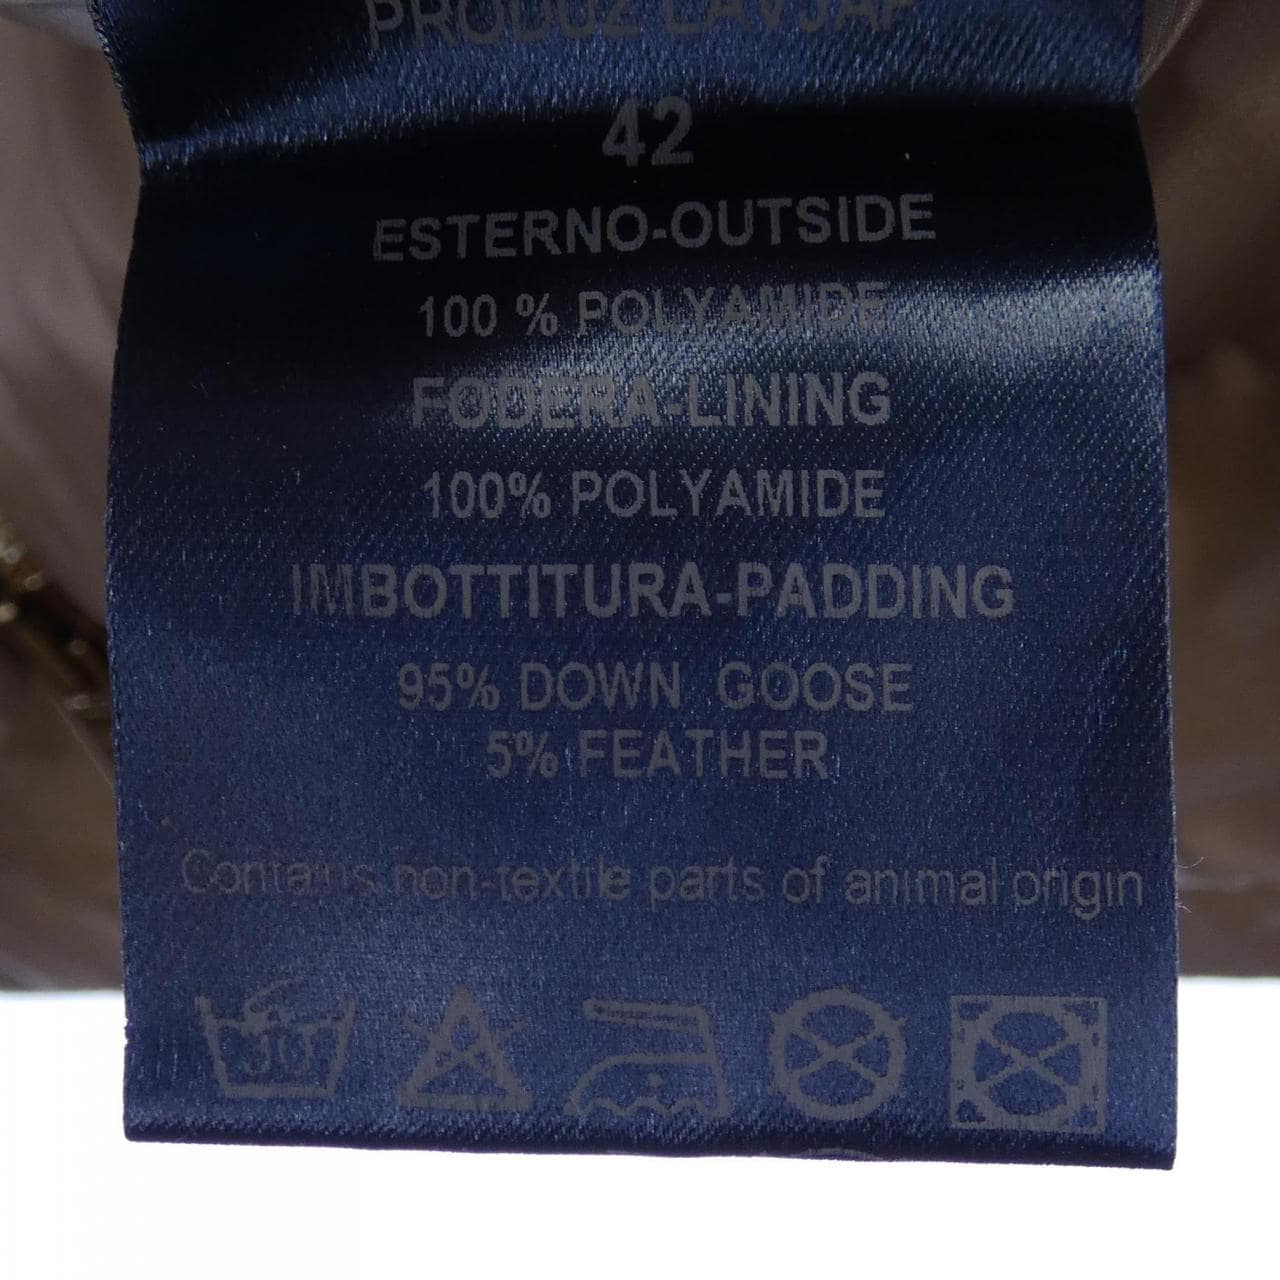 42
ESTERNO-OUTSIDE
100 % POLYAMIDE
FODERA-LINING
100% POLYAMIDE
IMBOTTITURA-PADDING
95% DOWN GOOSE
5% FEATHER
Contains non-textile parts of animal origin
30